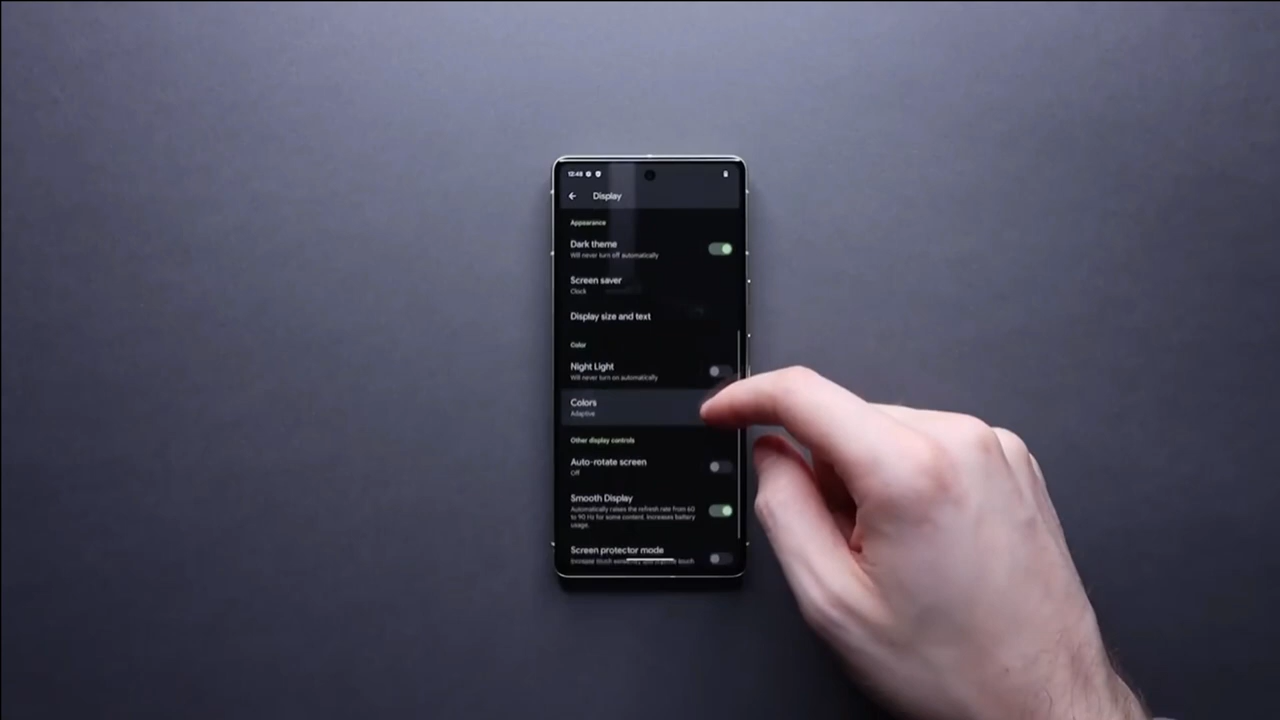 12:48
Display
Appearance
Dark theme
Will never turn off automatically
Screen saver
Clock
Display size and text
Color
Night Light
Will never turn on automatically
Colors
Adaptive
Other display controls
Auto-rotate screen
Off
Smooth Display
Automatically raises the refresh rate from 60
to 90 Hz for some content. Increases battery
usage.
Screen protector mode
touch